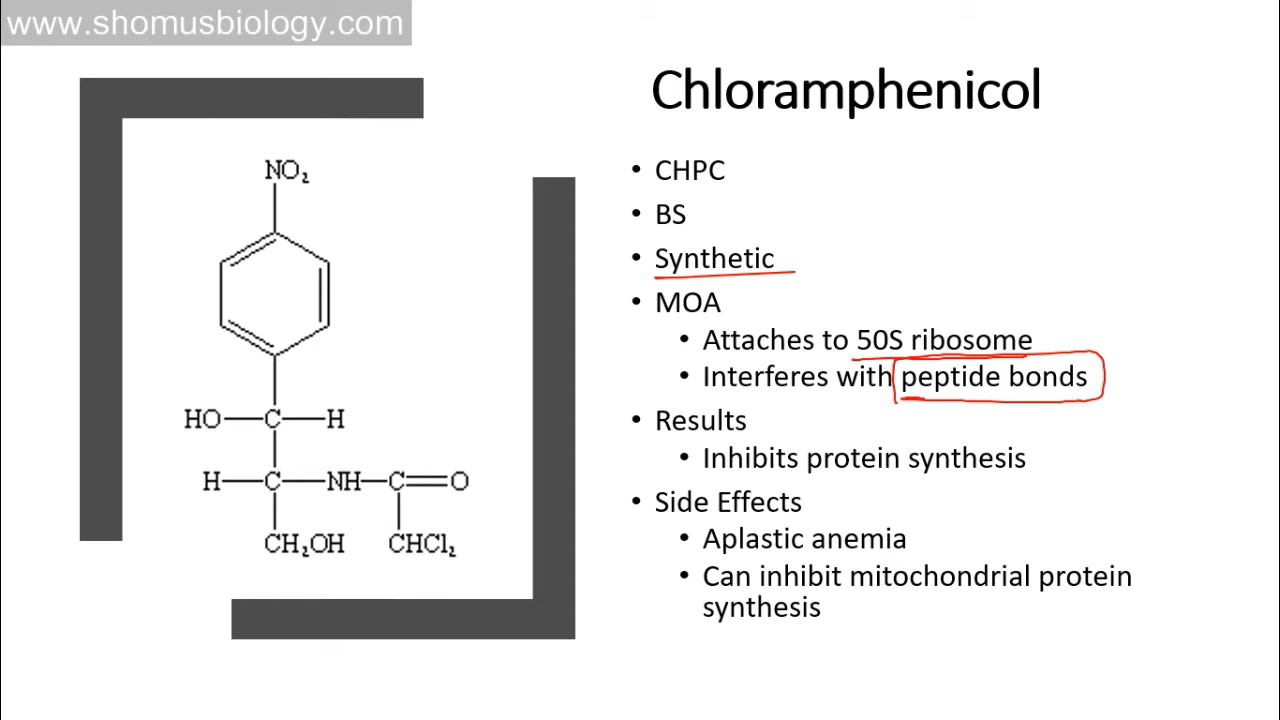 www.shomusbiology.com
Chloramphenicol
NO₂
HO—C—H
H—C—NH—C=O
CH₂OH CHCl₂
• CHPC
• BS
• Synthetic
• MOA
• Attaches to 50S ribosome
• Interferes with peptide bonds
• Results
• Inhibits protein synthesis
• Side Effects
• Aplastic anemia
• Can inhibit mitochondrial protein
synthesis